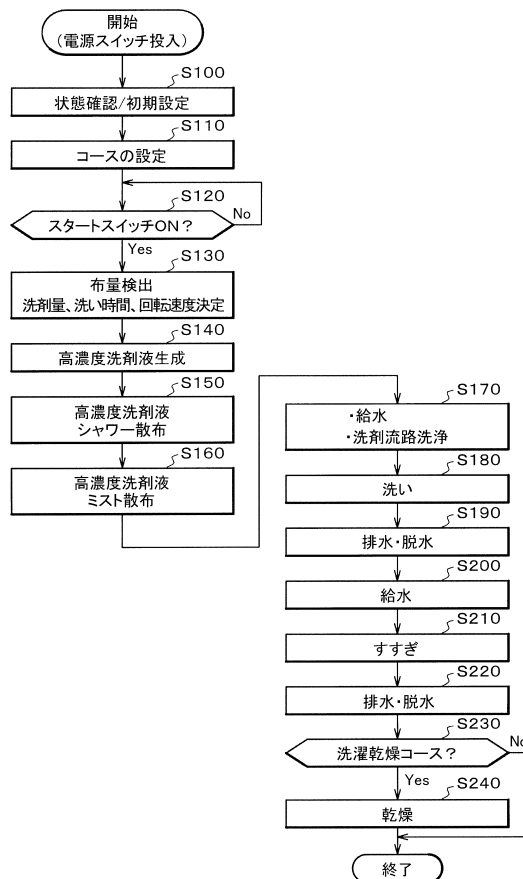 開始
(電源スイッチ投入)
S100
状態確認/初期設定
S110
コースの設定
S120
スタートスイッチON?
No
Yes
S130
布量検出
洗剤量、洗い時間、回転速度決定
S140
高濃度洗剤液生成
S150
高濃度洗剤液
シャワー散布
S160
高濃度洗剤液
ミスト散布
S170
・給水
・洗剤流路洗浄
S180
洗い
S190
排水・脱水
S200
給水
S210
すすぎ
S220
排水・脱水
S230
洗濯乾燥コース?
No
Yes
S240
乾燥
終了